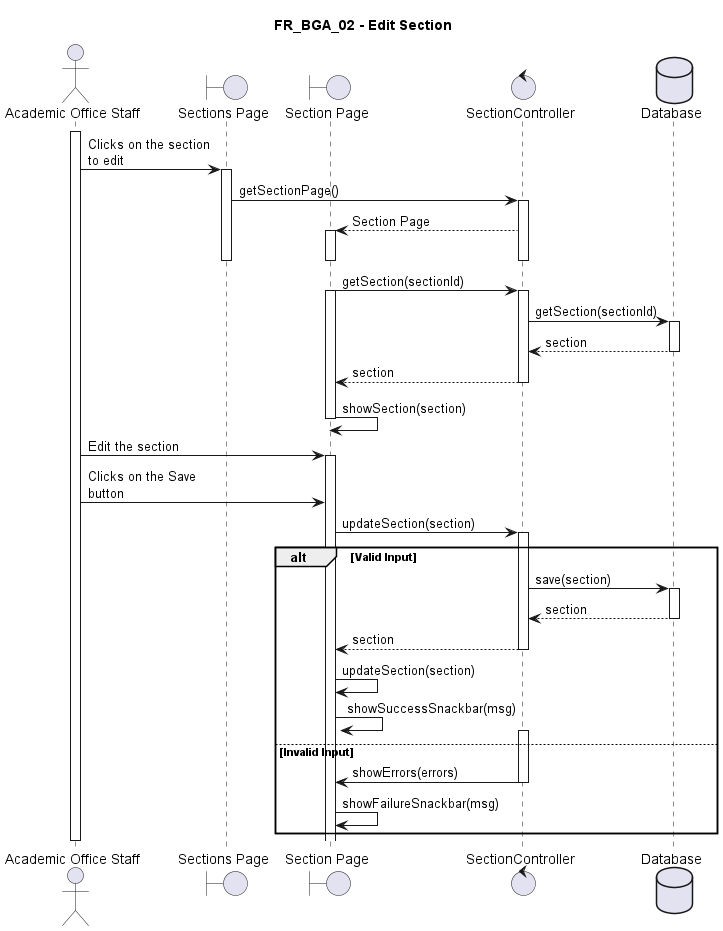 FR_BGA_02 - Edit Section
Academic Office Staff
Sections Page
Section Page
SectionController
Database
Clicks on the section
to edit
getSectionPage()
Section Page
getSection(sectionId)
getSection(sectionId)
section
section
showSection(section)
Edit the section
Clicks on the Save
button
updateSection(section)
alt
[Valid Input]
save(section)
section
section
updateSection(section)
showSuccessSnackbar(msg)
[Invalid Input]
showErrors(errors)
showFailureSnackbar(msg)
Academic Office Staff
Sections Page
Section Page
SectionController
Database